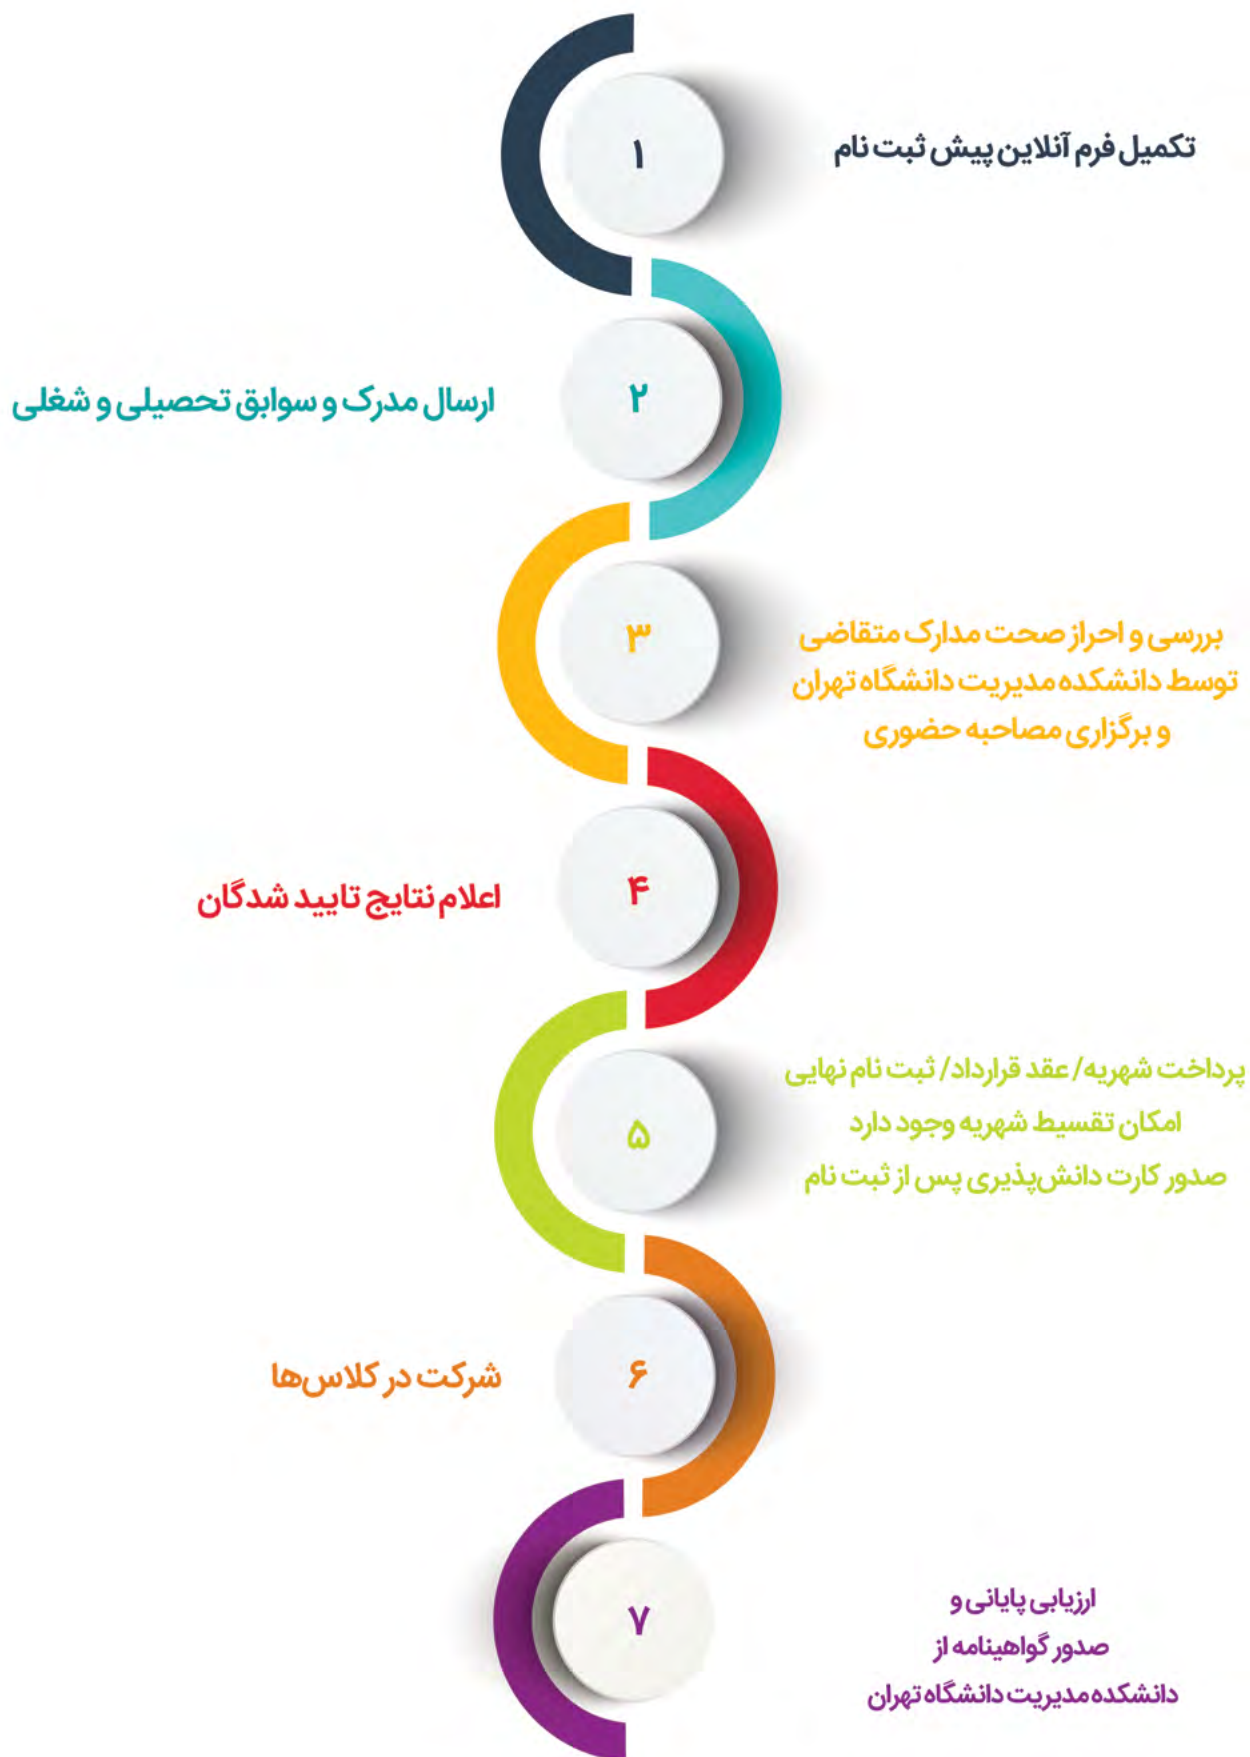 ۱
تکمیل فرم آنلاین پیش ثبت نام
۲
ارسال مدرک و سوابق تحصیلی و شغلی
۳
بررسی و احراز صحت مدارک متقاضی
توسط دانشکده مدیریت دانشگاه تهران
و برگزاری مصاحبه حضوری
۴
اعلام نتایج تایید شدگان
۵
پرداخت شهریه/ عقد قرارداد/ ثبت نام نهایی
امکان تقسیط شهریه وجود دارد
صدور کارت دانش‌پذیری پس از ثبت نام
۶
شرکت در کلاس‌ها
۷
ارزیابی پایانی و
صدور گواهینامه از
دانشکده مدیریت دانشگاه تهران